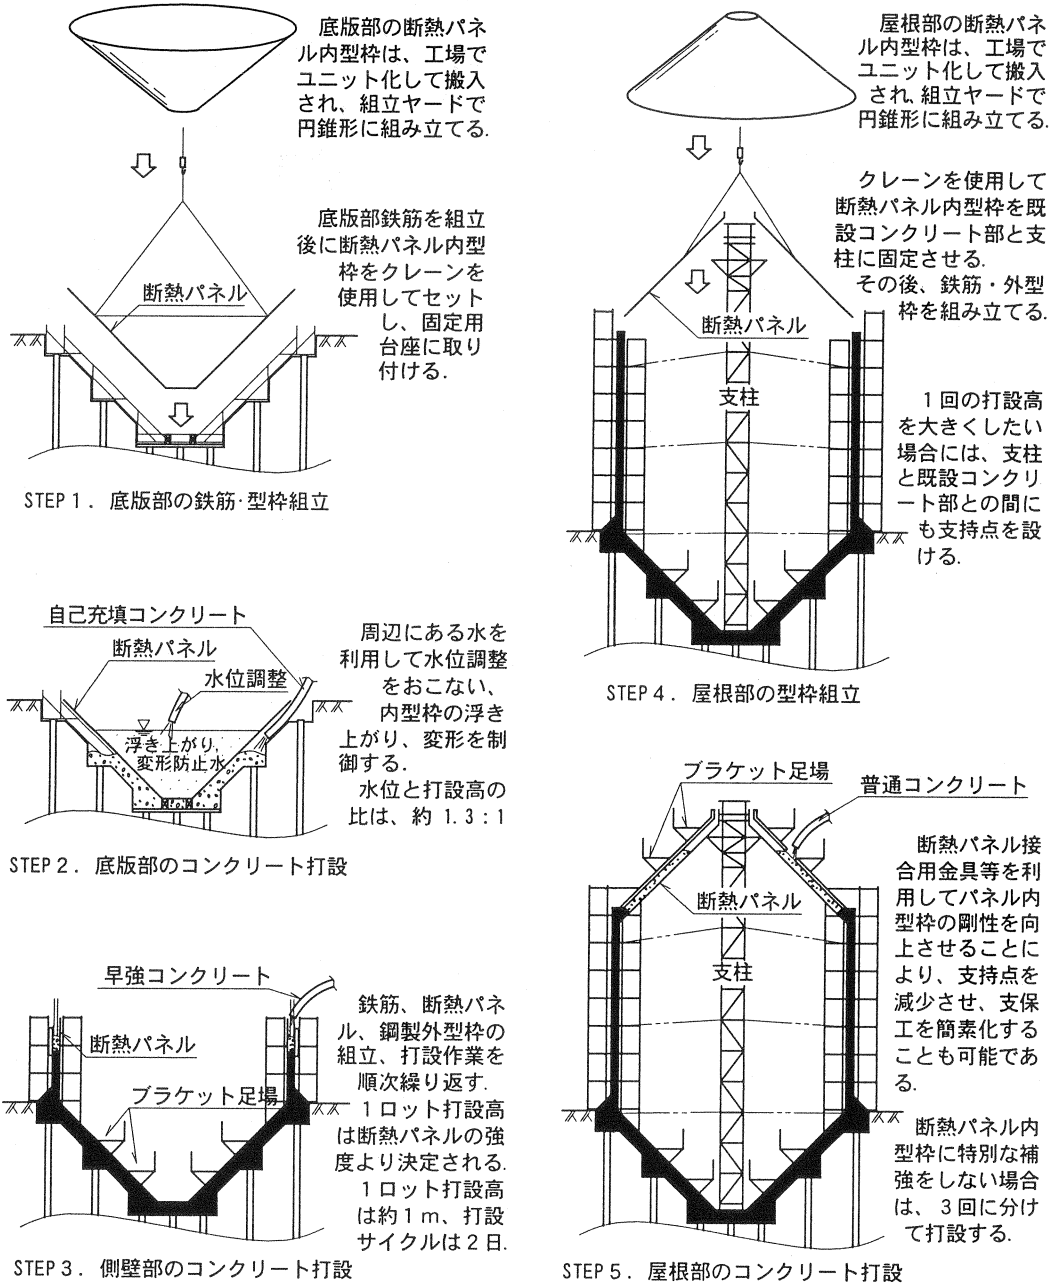 底版部の断熱パネ
ル内型枠は、工場で
ユニット化して搬入
され、組立ヤードで
円錐形に組み立てる.
底版部鉄筋を組立
後に断熱パネル内型
枠をクレーンを
使用してセット
し、固定用
台座に取り
付ける.
断熱パネル
STEP1. 底版部の鉄筋・型枠組立
自己充填コンクリート
断熱パネル
水位調整
浮き上がり,
変形防止水
周辺にある水を
利用して水位調整
をおこない、
内型枠の浮き
上がり、変形を制
御する.
水位と打設高の
比は、約 1.3:1
STEP2. 底版部のコンクリート打設
早強コンクリート
断熱パネル
ブラケット足場
鉄筋、断熱パネ
ル、鋼製外型枠の
組立、打設作業を
順次繰り返す.
1ロット打設高
は断熱パネルの強
度より決定される.
1ロット打設高
は約1m、打設
サイクルは2日.
STEP3. 側壁部のコンクリート打設
屋根部の断熱パネ
ル内型枠は、工場で
ユニット化して搬入
され、組立ヤードで
円錐形に組み立てる.
クレーンを使用して
断熱パネル内型枠を既
設コンクリート部と支
柱に固定させる.
その後、鉄筋・外型
枠を組み立てる.
断熱パネル
支柱
1回の打設高
を大きくしたい
場合には、支柱
と既設コンクリ
ート部との間に
も支持点を設
ける.
STEP4. 屋根部の型枠組立
ブラケット足場
普通コンクリート
断熱パネル
支柱
断熱パネル接
合用金具等を利
用してパネル内
型枠の剛性を向
上させることに
より、支持点を
減少させ、支保
工を簡素化する
ことも可能であ
る.
断熱パネル内
型枠に特別な補
強をしない場合
は、3回に分け
て打設する.
STEP5. 屋根部のコンクリート打設